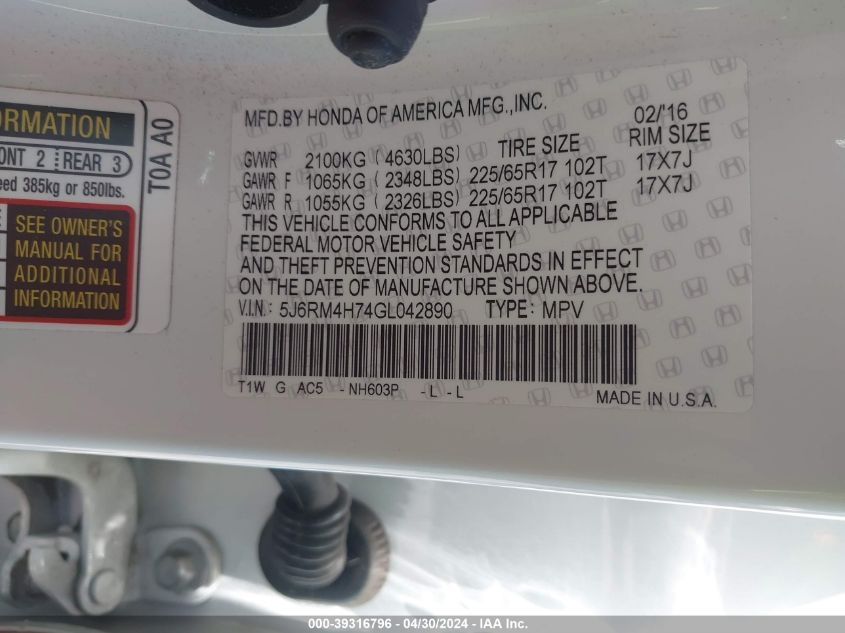 MFD.BY HONDA OF AMERICA MFG.,INC. 02/'16
TIRE SIZE RIM SIZE
GVWR 2100KG (4630LBS)
GAWR F 1065KG (2348LBS) 225/65R17 102T 17X7J
GAWR R 1055KG (2326LBS) 225/65R17 102T 17X7J
THIS VEHICLE CONFORMS TO ALL APPLICABLE
FEDERAL MOTOR VEHICLE SAFETY
AND THEFT PREVENTION STANDARDS IN EFFECT
ON THE DATE OF MANUFACTURE SHOWN ABOVE.
V.I.N.: 5J6RM4H74GL042890 TYPE: MPV
T1W G AC5 - NH603P - L - L
MADE IN U.S.A.
FRONT 2 REAR 3
385kg or 850lbs.
SEE OWNER'S
MANUAL FOR
ADDITIONAL
INFORMATION
T0A A0
000-39316796 - 04/30/2024 - IAA Inc.